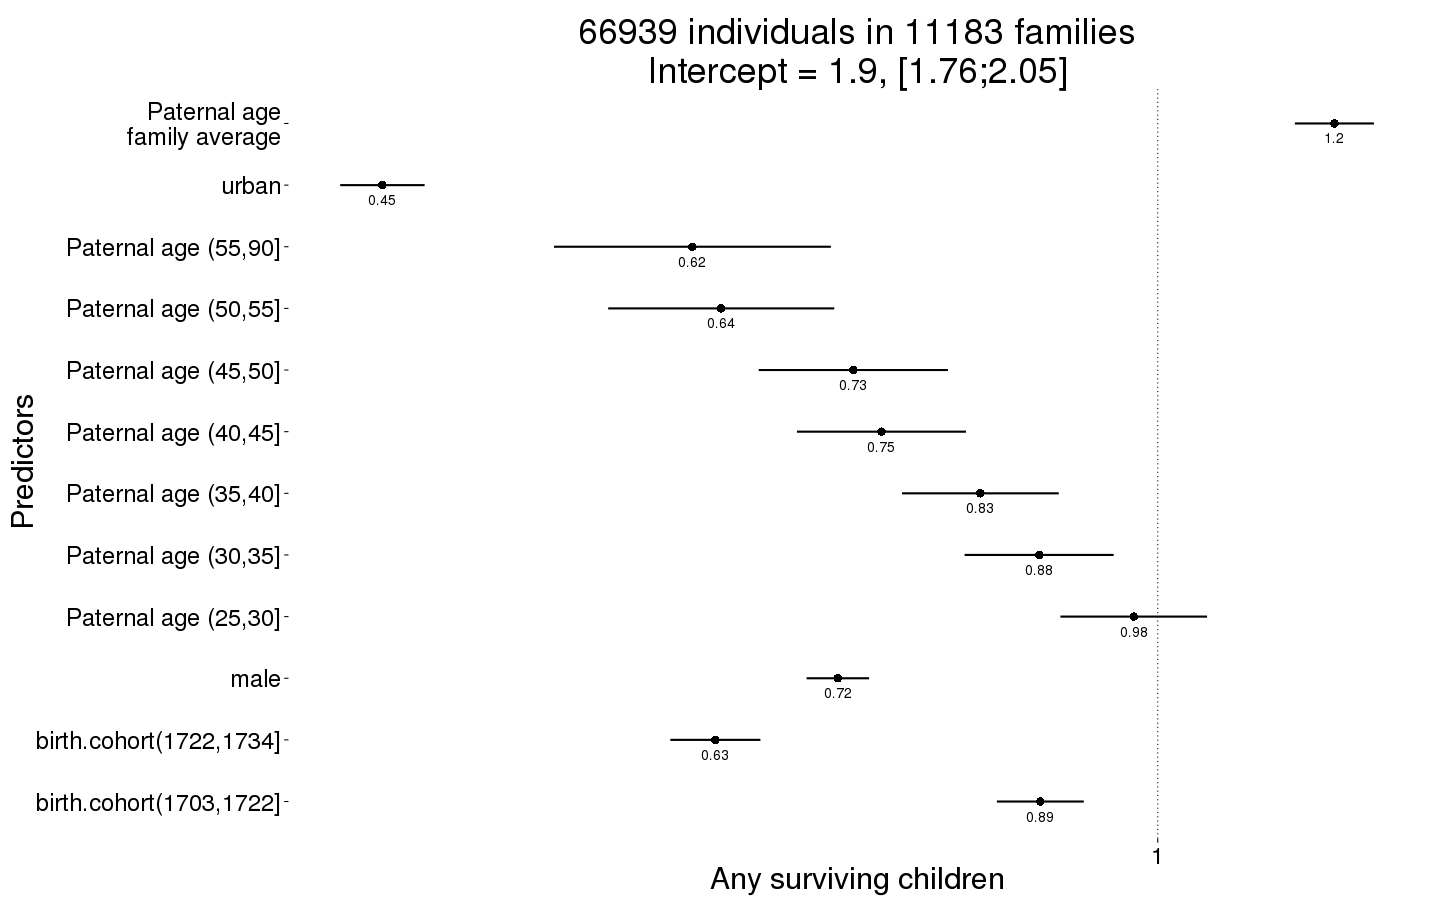 66939 individuals in 11183 families
Intercept = 1.9, [1.76;2.05]
Predictors
Paternal age
family average
1.2
urban
0.45
Paternal age (55,90]
0.62
Paternal age (50,55]
0.64
Paternal age (45,50]
0.73
Paternal age (40,45]
0.75
Paternal age (35,40]
0.83
Paternal age (30,35]
0.88
Paternal age (25,30]
0.98
male
0.72
birth.cohort(1722,1734]
0.63
birth.cohort(1703,1722]
0.89
1
Any surviving children